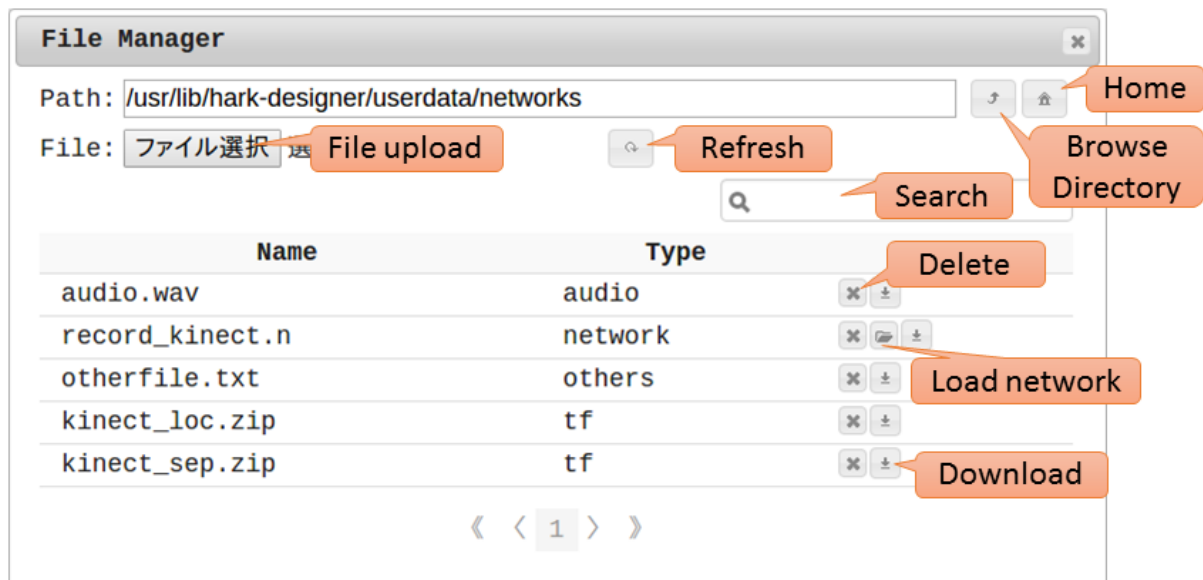 File Manager
Path: /usr/lib/hark-designer/userdata/networks
Home
File: ファイル選択 File upload Refresh
Browse
Directory
Search
Name Type
Delete
audio.wav audio
record_kinect.n network
otherfile.txt others
Load network
kinect_loc.zip tf
kinect_sep.zip tf
Download
《 〈 1 〉 》